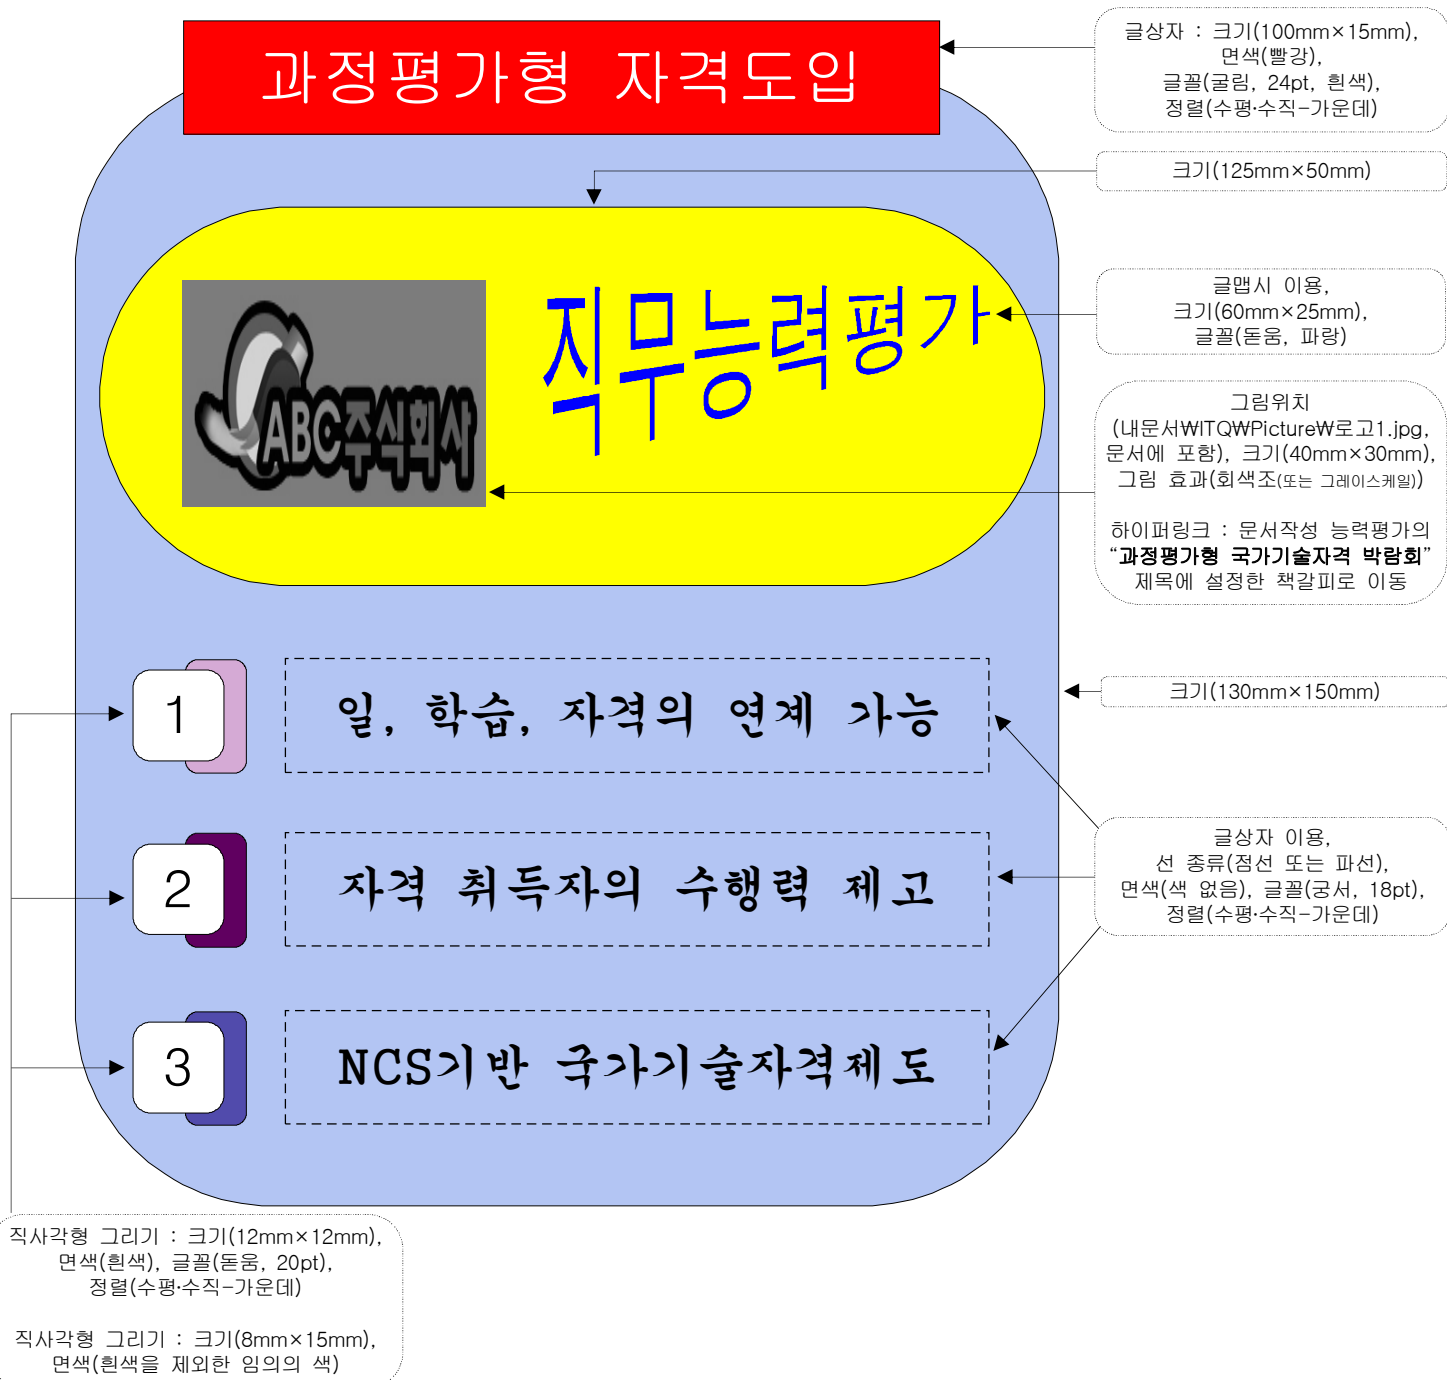 과정평가형 자격도입
글상자 : 크기(100mm×15mm),
면색(빨강),
글꼴(굴림, 24pt, 흰색),
정렬(수평·수직-가운데)
크기(125mm×50mm)
직무능력평가
글맵시 이용,
크기(60mm×25mm),
글꼴(돋움, 파랑)
ABC주식회사
그림위치
(내문서₩ITQ₩Picture₩로고1.jpg,
문서에 포함), 크기(40mm×30mm),
그림 효과(회색조(또는 그레이스케일))
하이퍼링크 : 문서작성 능력평가의
“과정평가형 국가기술자격 박람회”
제목에 설정한 책갈피로 이동
1
일, 학습, 자격의 연계 가능
크기(130mm×150mm)
2
자격 취득자의 수행력 제고
글상자 이용,
선 종류(점선 또는 파선),
면색(색 없음), 글꼴(궁서, 18pt),
정렬(수평·수직-가운데)
3
NCS기반 국가기술자격제도
직사각형 그리기 : 크기(12mm×12mm),
면색(흰색), 글꼴(돋움, 20pt),
정렬(수평·수직-가운데)
직사각형 그리기 : 크기(8mm×15mm),
면색(흰색을 제외한 임의의 색)